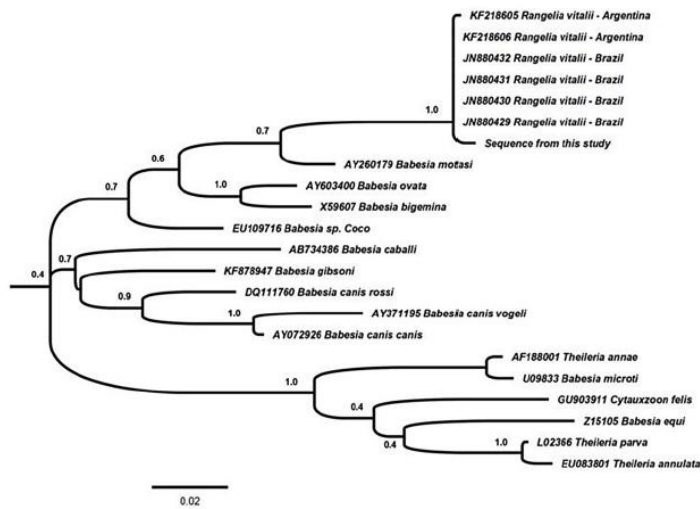 KF218605 Rangelia vitalii - Argentina
KF218606 Rangelia vitalii - Argentina
JN880432 Rangelia vitalii - Brazil
JN880431 Rangelia vitalii - Brazil
JN880430 Rangelia vitalii - Brazil
JN880429 Rangelia vitalii - Brazil
1.0
Sequence from this study
0.7
AY260179 Babesia motasi
0.6
AY603400 Babesia ovata
1.0
X59607 Babesia bigemina
0.7
EU109716 Babesia sp. Coco
AB734386 Babesia caballi
0.7
KF878947 Babesia gibsoni
0.4
DQ111760 Babesia canis rossi
0.9
AY371195 Babesia canis vogeli
1.0
AY072926 Babesia canis canis
AF188001 Theileria annae
1.0
U09833 Babesia microti
GU903911 Cytauxzoon felis
0.4
Z15105 Babesia equi
0.4
1.0
L02366 Theileria parva
EU083801 Theileria annulata
0.02